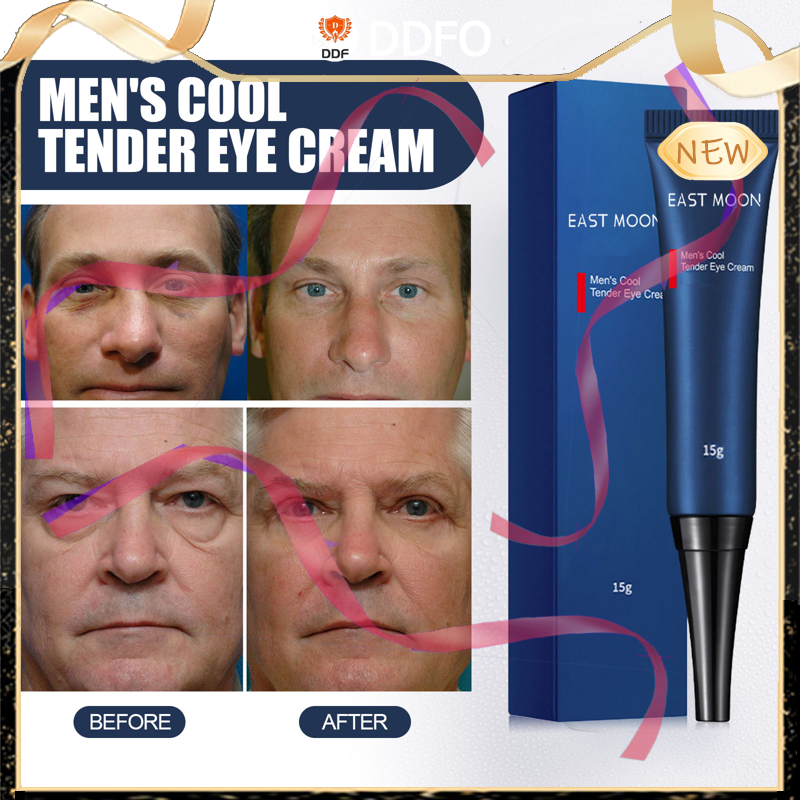 DDF
DDFO
MEN'S COOL
TENDER EYE CREAM
NEW
EAST MOON
Men's Cool
Tender Eye Cream
15g
EAST MOON
Men's Cool
Tender Eye Crea
15g
BEFORE
AFTER